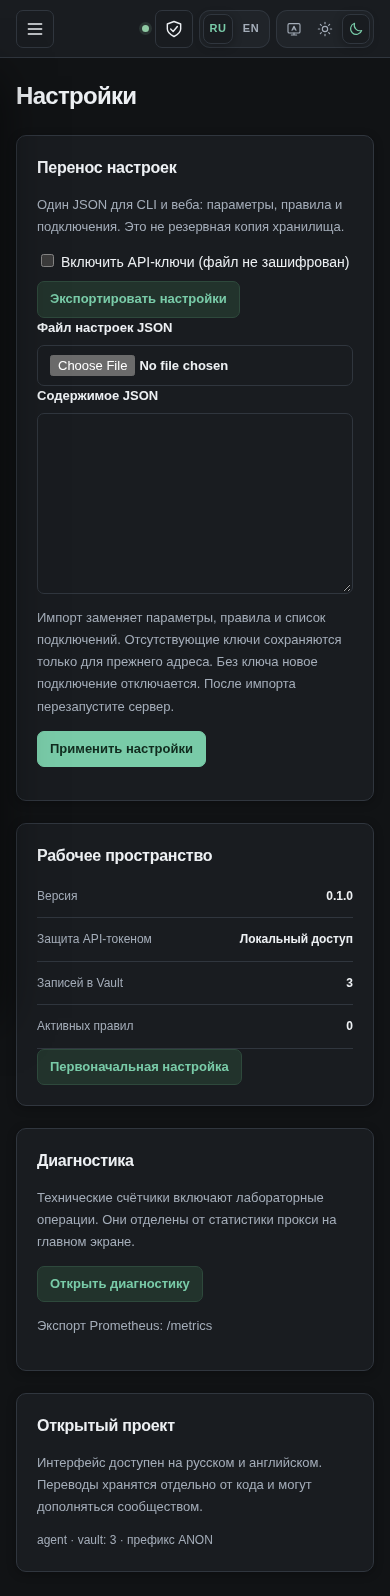 RU EN
Настройки
Перенос настроек
Один JSON для CLI и веба: параметры, правила и
подключения. Это не резервная копия хранилища.
Включить API-ключи (файл не зашифрован)
Экспортировать настройки
Файл настроек JSON
Choose File No file chosen
Содержимое JSON
Импорт заменяет параметры, правила и список
подключений. Отсутствующие ключи сохраняются
только для прежнего адреса. Без ключа новое
подключение отключается. После импорта
перезапустите сервер.
Применить настройки
Рабочее пространство
Версия 0.1.0
Защита API-токеном Локальный доступ
Записей в Vault 3
Активных правил 0
Первоначальная настройка
Диагностика
Технические счётчики включают лабораторные
операции. Они отделены от статистики прокси на
главном экране.
Открыть диагностику
Экспорт Prometheus: /metrics
Открытый проект
Интерфейс доступен на русском и английском.
Переводы хранятся отдельно от кода и могут
дополняться сообществом.
agent · vault: 3 · префикс ANON